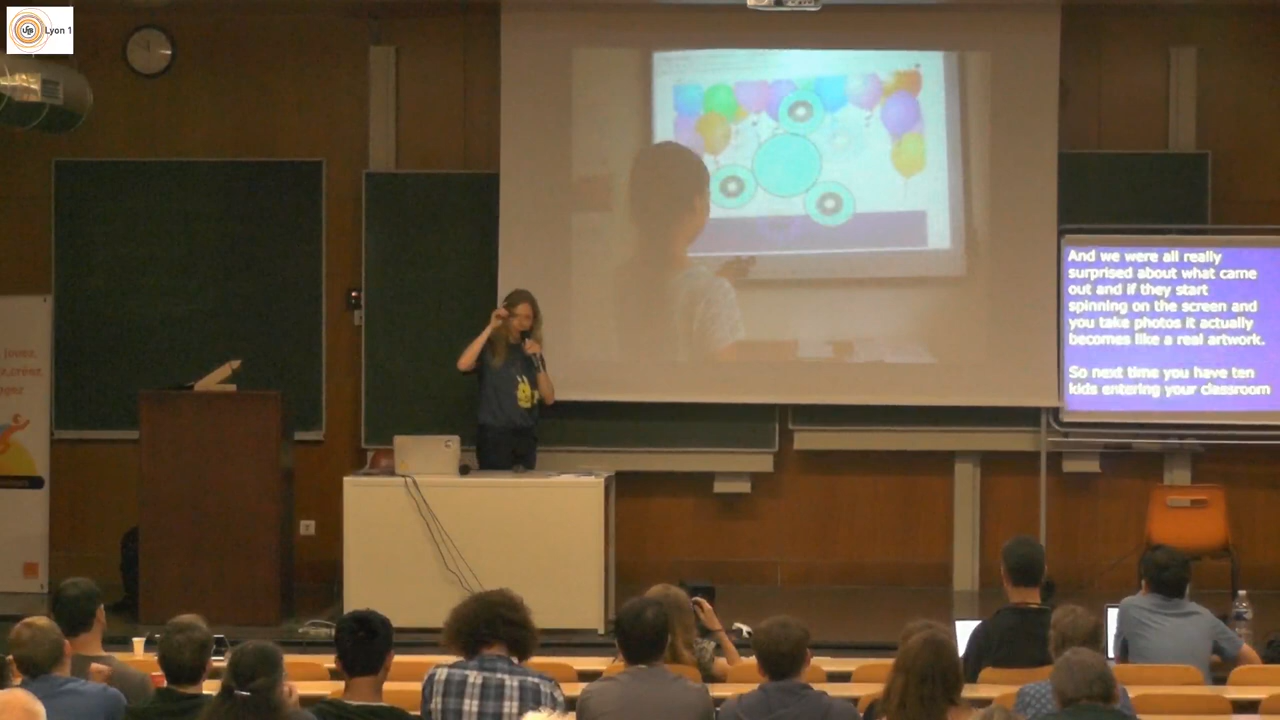 Lyon 1
And we were all really
surprised about what came
out and if they start
spinning on the screen and
you take photos it actually
becomes like a real artwork.
So next time you have ten
kids entering your classroom